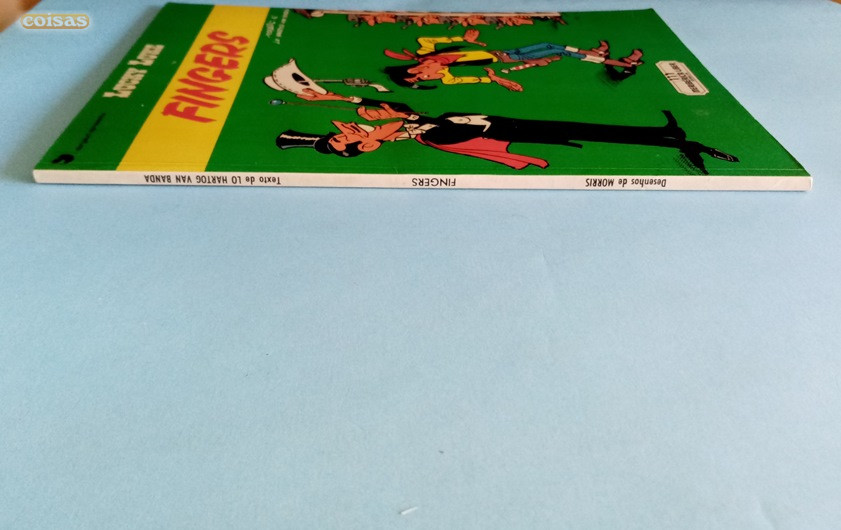 coisas
LUCKY LUKE
FINGERS
Desenhos de MORRIS
FINGERS
Texto de LO HARTOG VAN BANDA